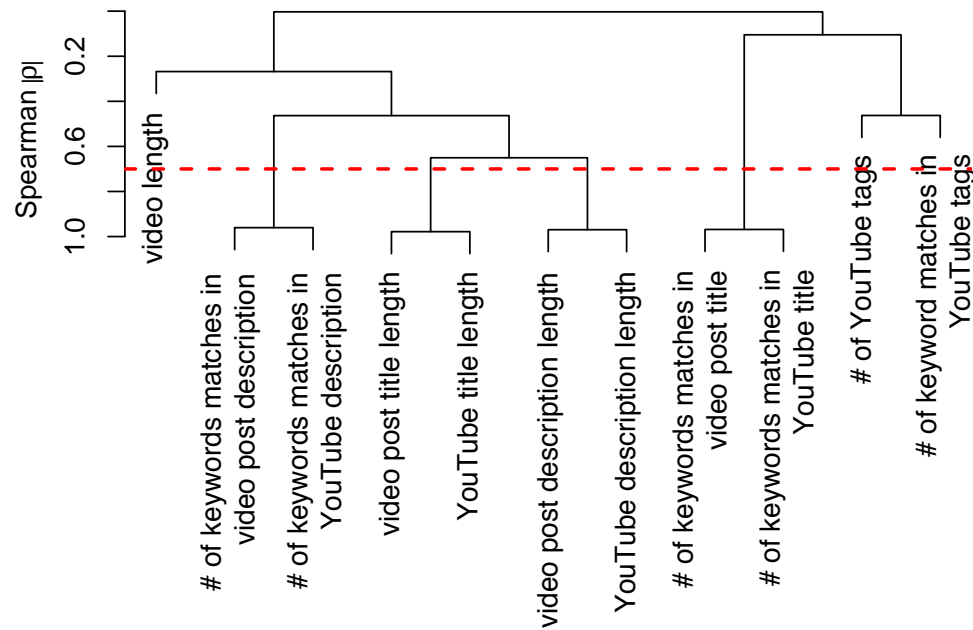 Spearman |ρ|
0.2
0.6
1.0
video length
# of keywords matches in
video post description
# of keywords matches in
YouTube description
video post title length
YouTube title length
video post description length
YouTube description length
# of keywords matches in
video post title
# of keywords matches in
YouTube title
# of YouTube tags
# of keyword matches in
YouTube tags